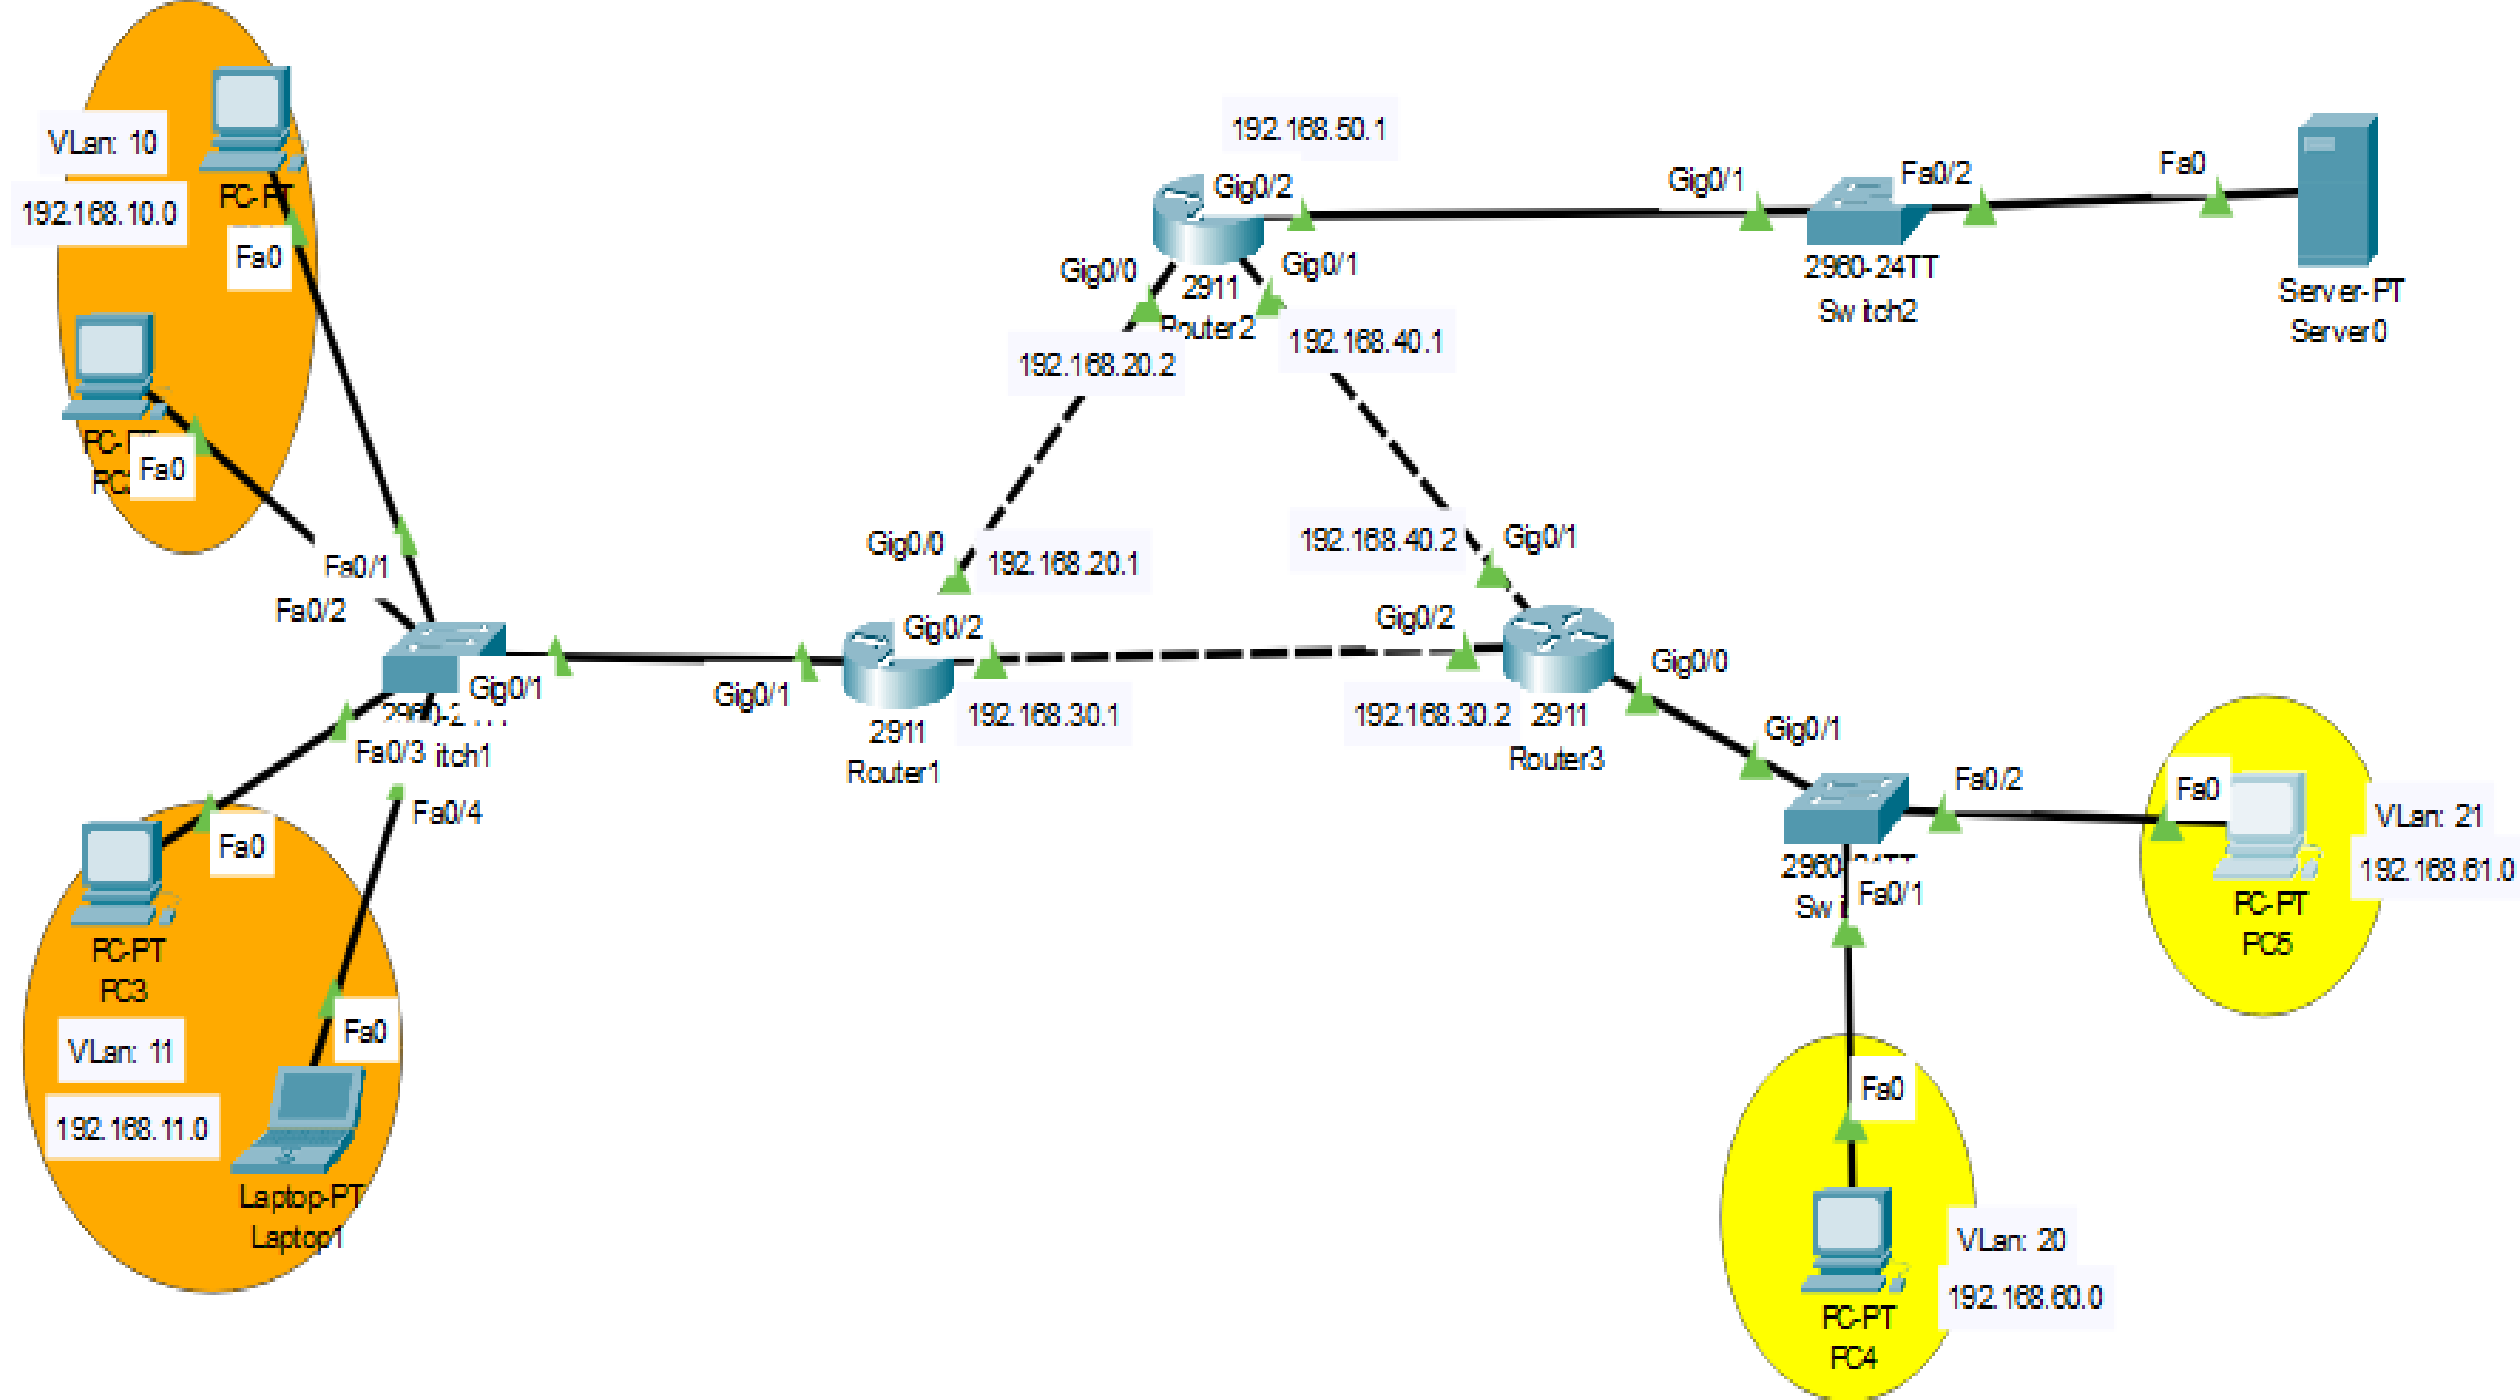 VLan: 10
192.168.10.0
PC-PT
Fa0
Fa0
Fa0/1
Fa0/2
Gig0/1
Fa0/3
Fa0/4
Fa0
PC-PT
PC3
VLan: 11
192.168.11.0
Fa0
Laptop-PT
Laptop1
192.168.50.1
Gig0/2
Gig0/0
Gig0/1
2911
Router2
192.168.20.2
192.168.40.1
Gig0/1
Fa0/2
Fa0
2960-24TT
Switch2
Server-PT
Server0
Gig0/0
192.168.20.1
192.168.40.2
Gig0/1
Gig0/2
Gig0/2
Gig0/1
192.168.30.1
2911
Router1
192.168.30.2
2911
Router3
Gig0/0
Gig0/1
Fa0/2
Fa0
VLan: 21
192.168.61.0
PC-PT
PC5
Fa0/1
Fa0
VLan: 20
192.168.60.0
PC-PT
PC4